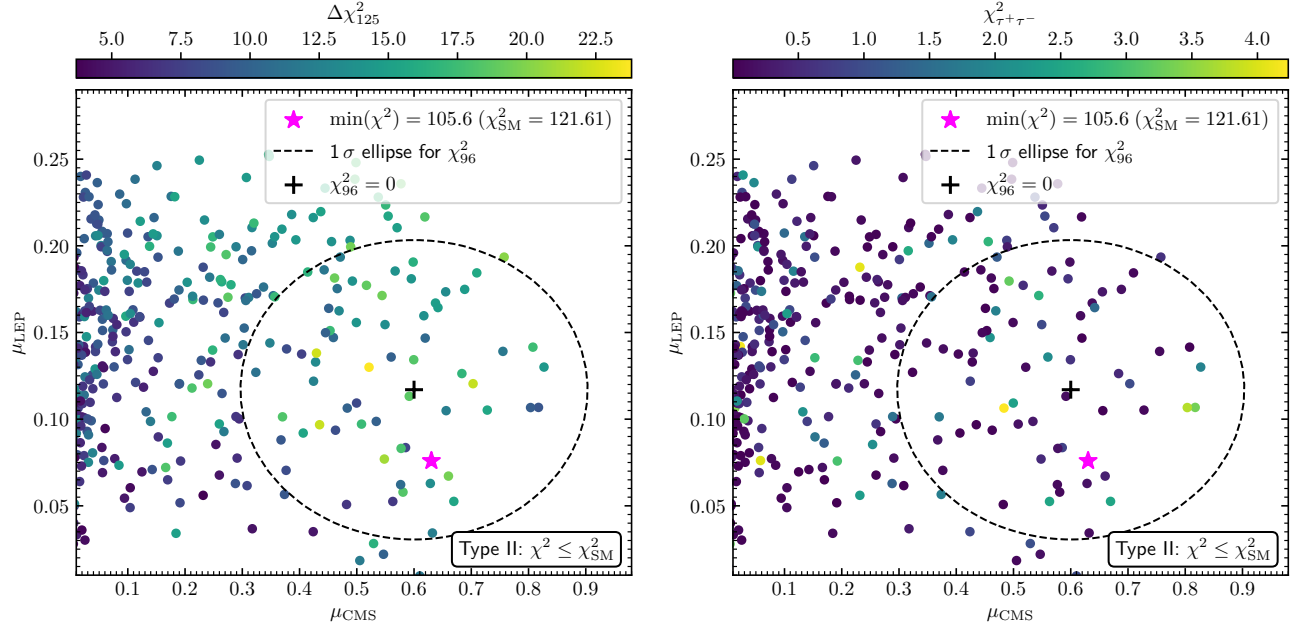 Δχ²₁₂₅
5.0 7.5 10.0 12.5 15.0 17.5 20.0 22.5
min(χ²) = 105.6 (χ²_SM = 121.61)
1 σ ellipse for χ²₉₆
χ²₉₆ = 0
0.25
0.20
0.15
0.10
0.05
μ_LEP
Type II: χ² ≤ χ²_SM
0.1 0.2 0.3 0.4 0.5 0.6 0.7 0.8 0.9
μ_CMS
χ²_τ⁺τ⁻
0.5 1.0 1.5 2.0 2.5 3.0 3.5 4.0
min(χ²) = 105.6 (χ²_SM = 121.61)
1 σ ellipse for χ²₉₆
χ²₉₆ = 0
0.25
0.20
0.15
0.10
0.05
μ_LEP
Type II: χ² ≤ χ²_SM
0.1 0.2 0.3 0.4 0.5 0.6 0.7 0.8 0.9
μ_CMS